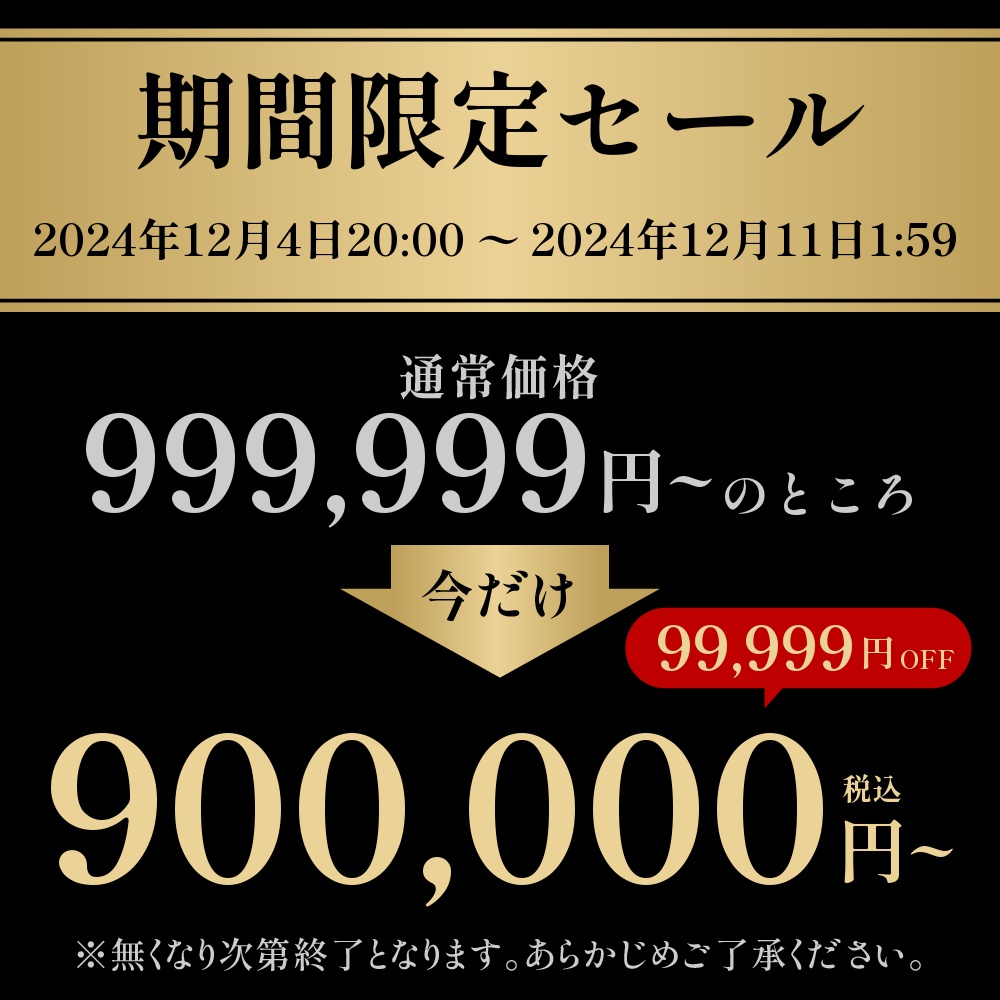 期間限定セール
2024年12月4日20:00 ～ 2024年12月11日1:59
通常価格
999,999円～のところ
今だけ
99,999円OFF
900,000税込円～
※無くなり次第終了となります。あらかじめご了承ください。